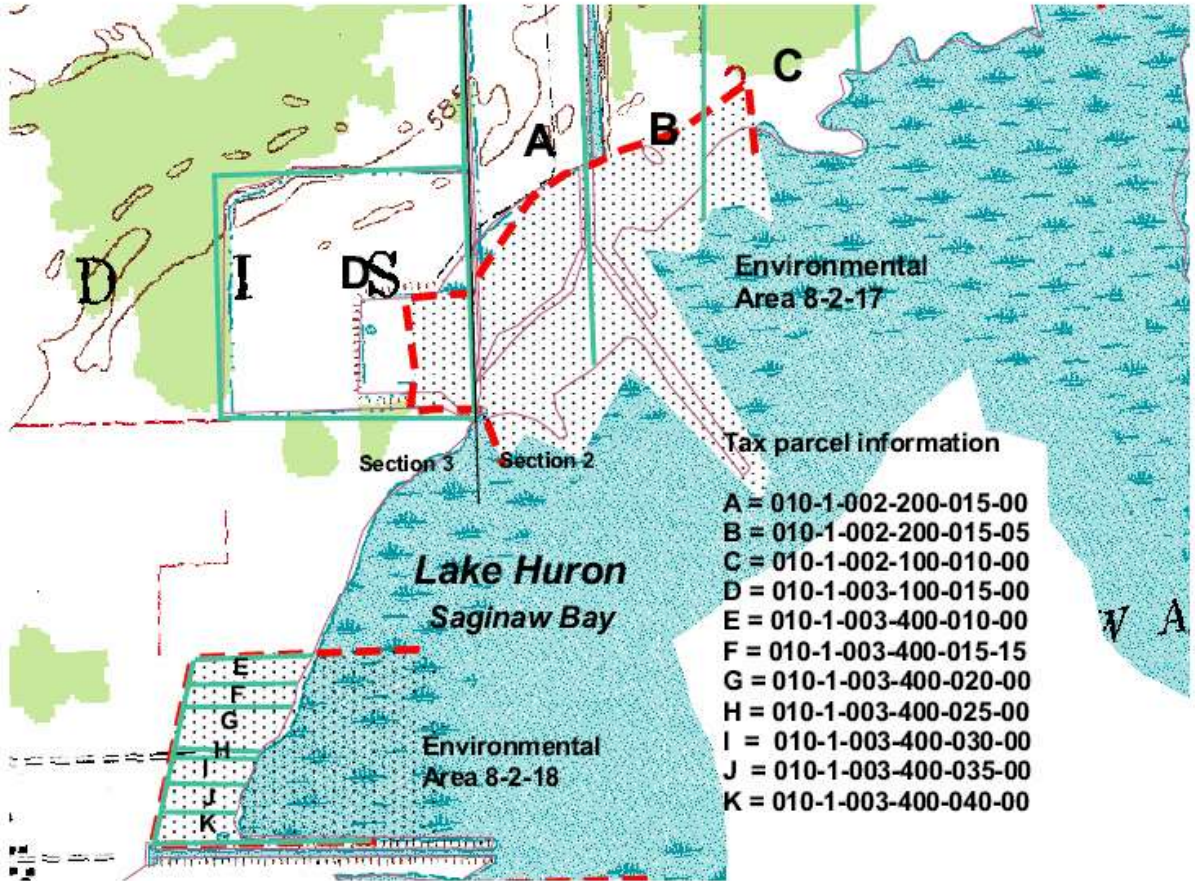 C
A
B
585
D I D S
Environmental
Area 8-2-17
Tax parcel information
Section 3 Section 2
A = 010-1-002-200-015-00
B = 010-1-002-200-015-05
C = 010-1-002-100-010-00
D = 010-1-003-100-015-00
E = 010-1-003-400-010-00
F = 010-1-003-400-015-15
G = 010-1-003-400-020-00
H = 010-1-003-400-025-00
I = 010-1-003-400-030-00
J = 010-1-003-400-035-00
K = 010-1-003-400-040-00
Lake Huron
Saginaw Bay
W A
E
F
G
H
I
J
K
Environmental
Area 8-2-18